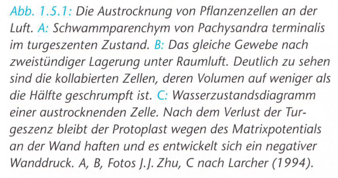 Abb. 1.5.1: Die Austrocknung von Pflanzenzellen an der
Luft. A: Schwammparenchym von Pachysandra terminalis
im turgeszenten Zustand. B: Das gleiche Gewebe nach
zweistündiger Lagerung unter Raumluft. Deutlich zu sehen
sind die kollabierten Zellen, deren Volumen auf weniger als
die Hälfte geschrumpft ist. C: Wasserzustandsdiagramm
einer austrocknenden Zelle. Nach dem Verlust der Tur-
geszenz bleibt der Protoplast wegen des Matrixpotentials
an der Wand haften und es entwickelt sich ein negativer
Wanddruck. A, B, Fotos J.J. Zhu, C nach Larcher (1994).